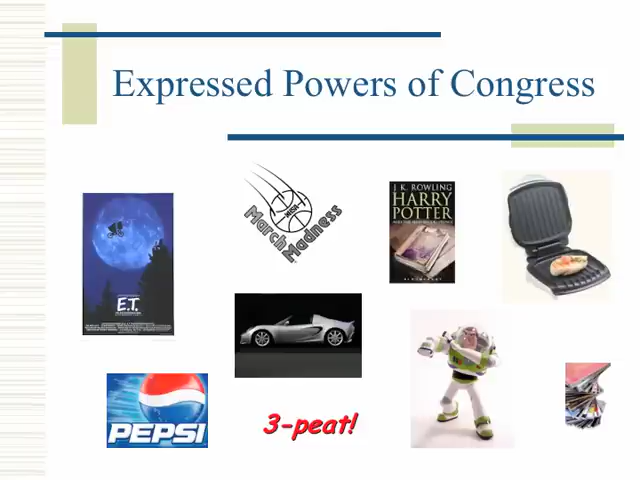 Expressed Powers of Congress
March
Madness
J. K. ROWLING
HARRY
POTTER
E.T.
PEPSI
3-peat!